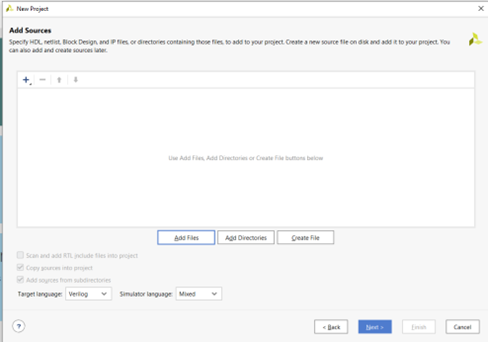 New Project
Add Sources
Specify HDL, netlist, Block Design, and IP files, or directories containing those files, to add to your project. Create a new source file on disk and add it to your project. You
can also add and create sources later.
Use Add Files, Add Directories or Create File buttons below
Add Files Add Directories Create File
Scan and add RTL include files into project
Copy sources into project
Add sources from subdirectories
Target language: Verilog Simulator language: Mixed
? < Back Next > Finish Cancel